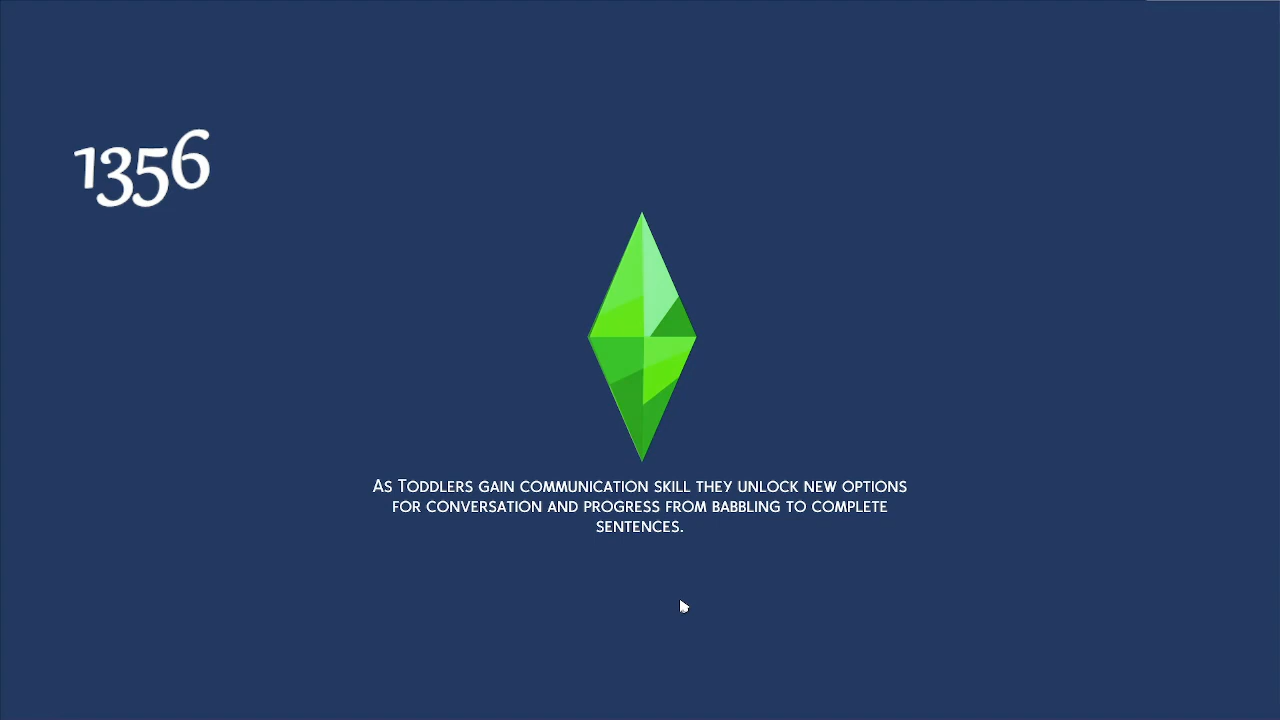 1356
As Toddlers gain communication skill they unlock new options
for conversation and progress from babbling to complete
sentences.